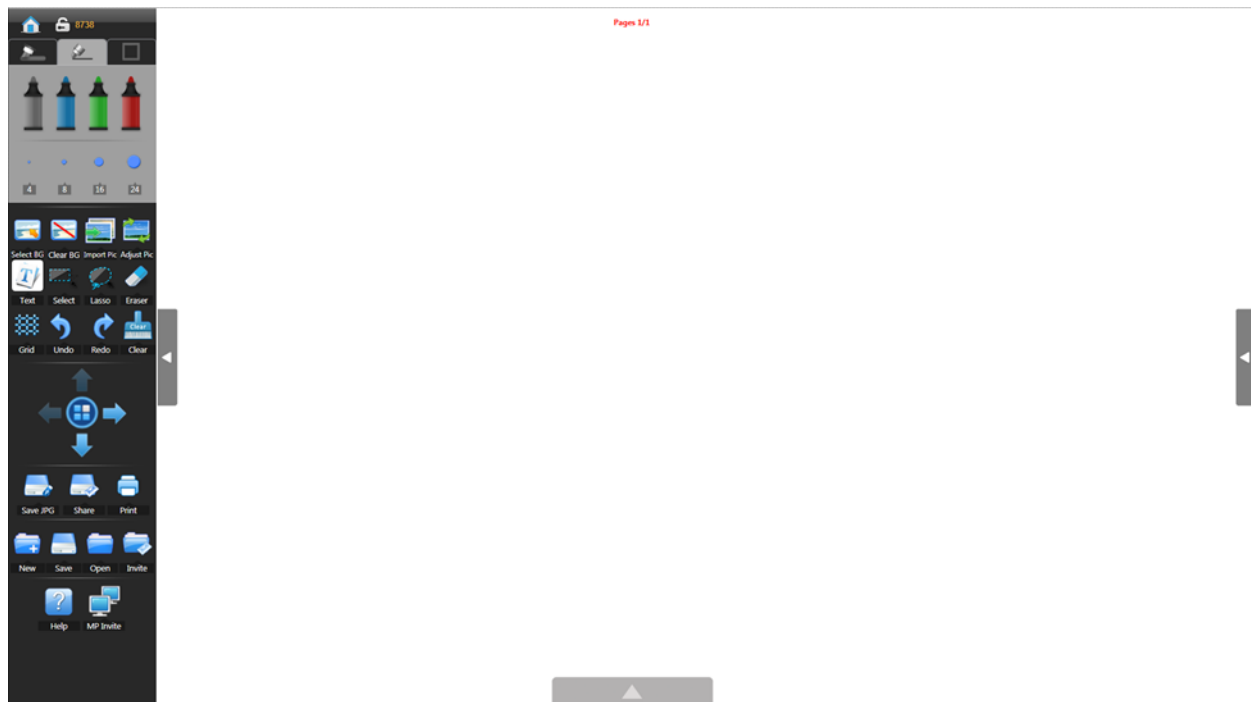 8738
Pages 1/1
4 8 16 24
Select BG Clear BG Import Pic Adjust Pic
T
Text Select Lasso Eraser
Clear
Grid Undo Redo Clear
Save JPG Share Print
New Save Open Invite
?
Help MP Invite